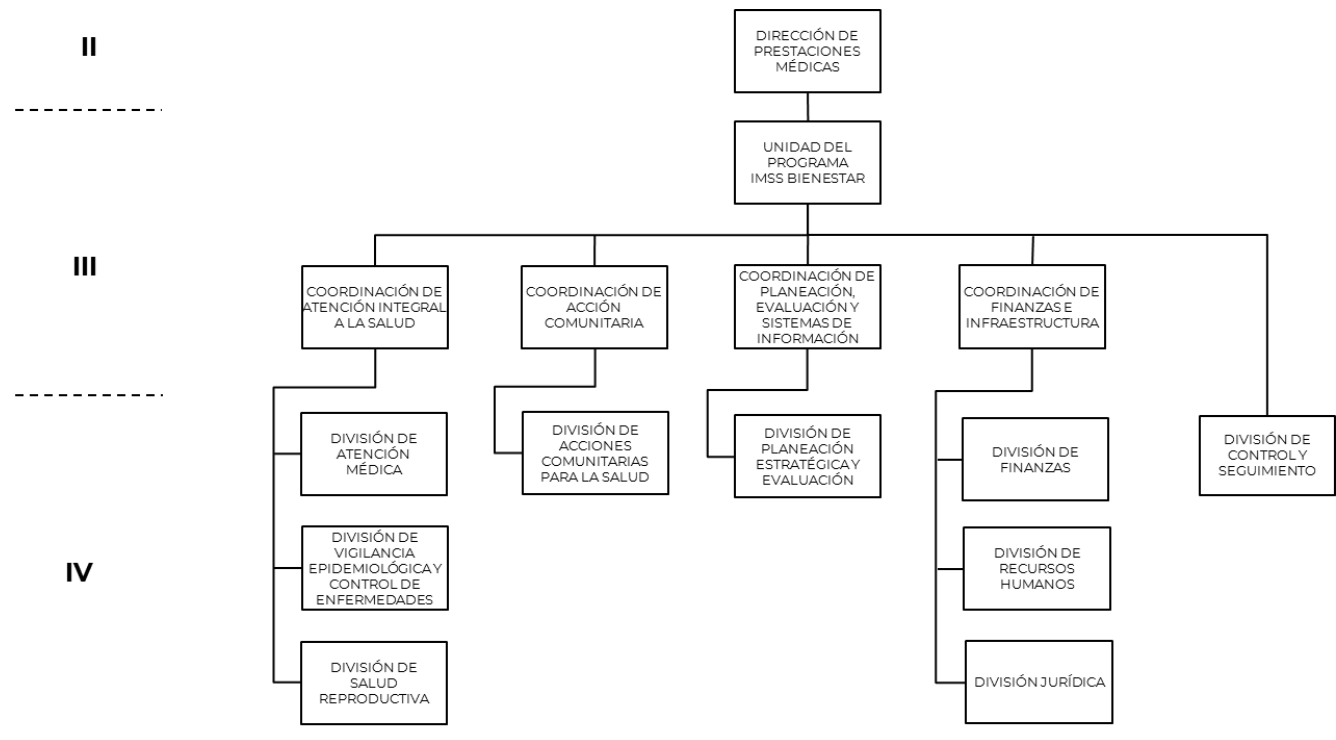 II
DIRECCIÓN DE
PRESTACIONES
MÉDICAS
UNIDAD DEL
PROGRAMA
IMSS BIENESTAR
III
COORDINACIÓN DE
ATENCIÓN INTEGRAL
A LA SALUD
COORDINACIÓN DE
ACCIÓN
COMUNITARIA
COORDINACIÓN DE
PLANEACIÓN,
EVALUACIÓN Y
SISTEMAS DE
INFORMACIÓN
COORDINACIÓN DE
FINANZAS E
INFRAESTRUCTURA
DIVISIÓN DE
ATENCIÓN
MÉDICA
DIVISIÓN DE
ACCIONES
COMUNITARIAS
PARA LA SALUD
DIVISIÓN DE
PLANEACIÓN
ESTRATÉGICA Y
EVALUACIÓN
DIVISIÓN DE
FINANZAS
DIVISIÓN DE
CONTROL Y
SEGUIMIENTO
IV
DIVISIÓN DE
VIGILANCIA
EPIDEMIOLÓGICA Y
CONTROL DE
ENFERMEDADES
DIVISIÓN DE
RECURSOS
HUMANOS
DIVISIÓN DE
SALUD
REPRODUCTIVA
DIVISIÓN JURÍDICA